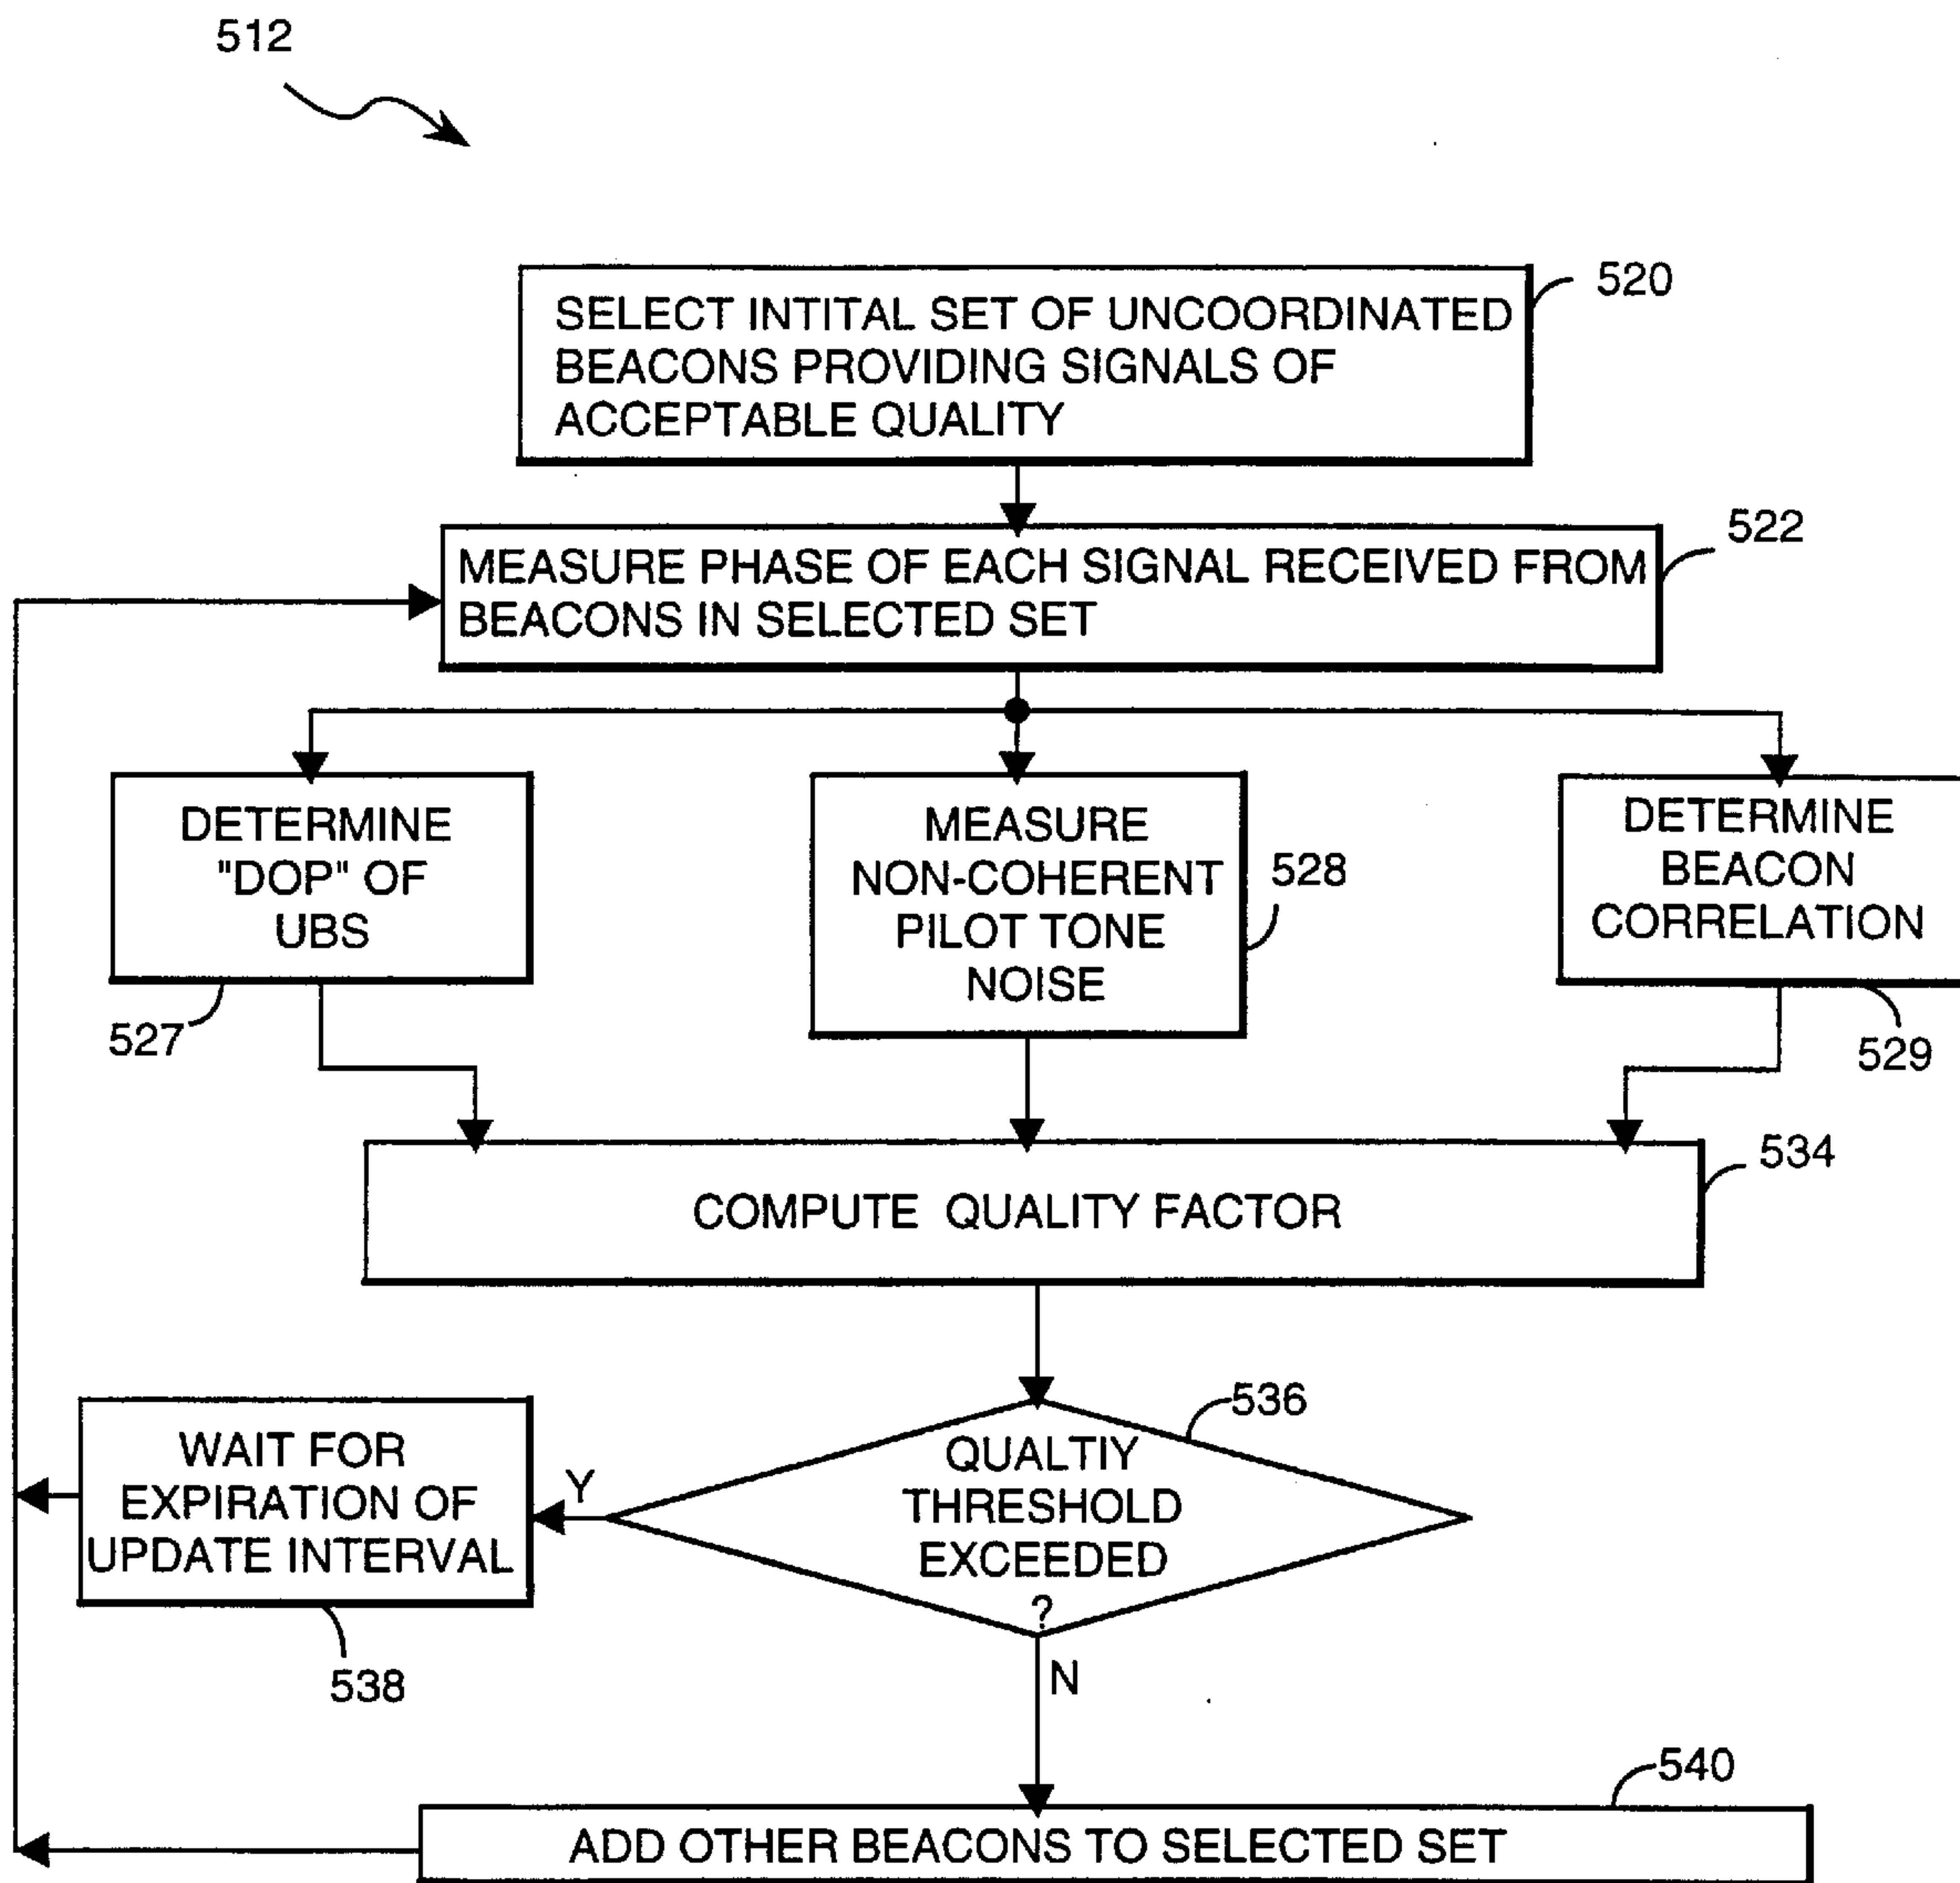 512
520
SELECT INTITAL SET OF UNCOORDINATED
BEACONS PROVIDING SIGNALS OF
ACCEPTABLE QUALITY
522
MEASURE PHASE OF EACH SIGNAL RECEIVED FROM
BEACONS IN SELECTED SET
DETERMINE
"DOP" OF
UBS
527
MEASURE
NON-COHERENT
PILOT TONE
NOISE
528
DETERMINE
BEACON
CORRELATION
529
534
COMPUTE QUALITY FACTOR
536
QUALTIY
THRESHOLD
EXCEEDED
?
Y
WAIT FOR
EXPIRATION OF
UPDATE INTERVAL
538
N
540
ADD OTHER BEACONS TO SELECTED SET